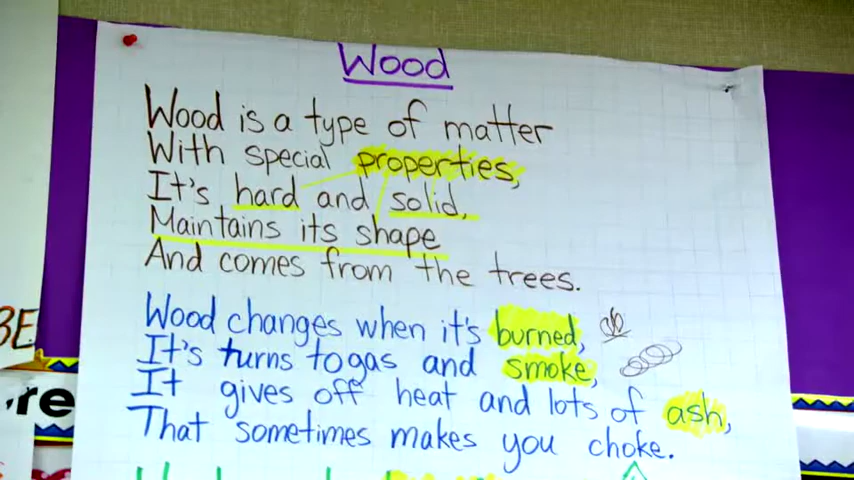 Wood
Wood is a type of matter
With special properties,
It's hard and solid,
Maintains its shape
And comes from the trees.
Wood changes when it's burned,
It's turns to gas and smoke,
It gives off heat and lots of ash,
That sometimes makes you choke.
BE
re